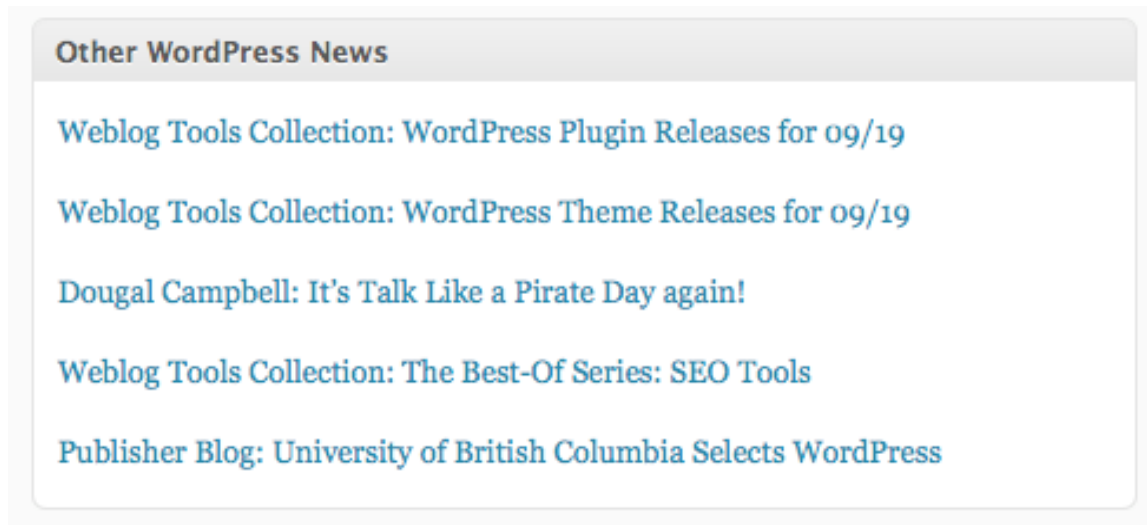 Other WordPress News
Weblog Tools Collection: WordPress Plugin Releases for 09/19
Weblog Tools Collection: WordPress Theme Releases for 09/19
Dougal Campbell: It’s Talk Like a Pirate Day again!
Weblog Tools Collection: The Best-Of Series: SEO Tools
Publisher Blog: University of British Columbia Selects WordPress